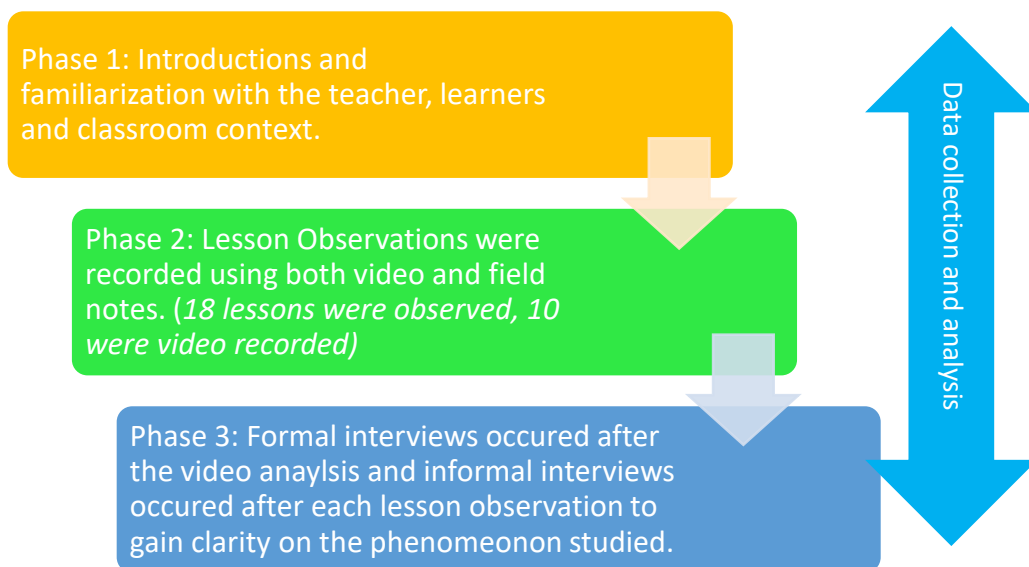 Phase 1: Introductions and
familiarization with the teacher, learners
and classroom context.
Phase 2: Lesson Observations were
recorded using both video and field
notes. (18 lessons were observed, 10
were video recorded)
Phase 3: Formal interviews occured after
the video anaylsis and informal interviews
occured after each lesson observation to
gain clarity on the phenomeonon studied.
Data collection and analysis